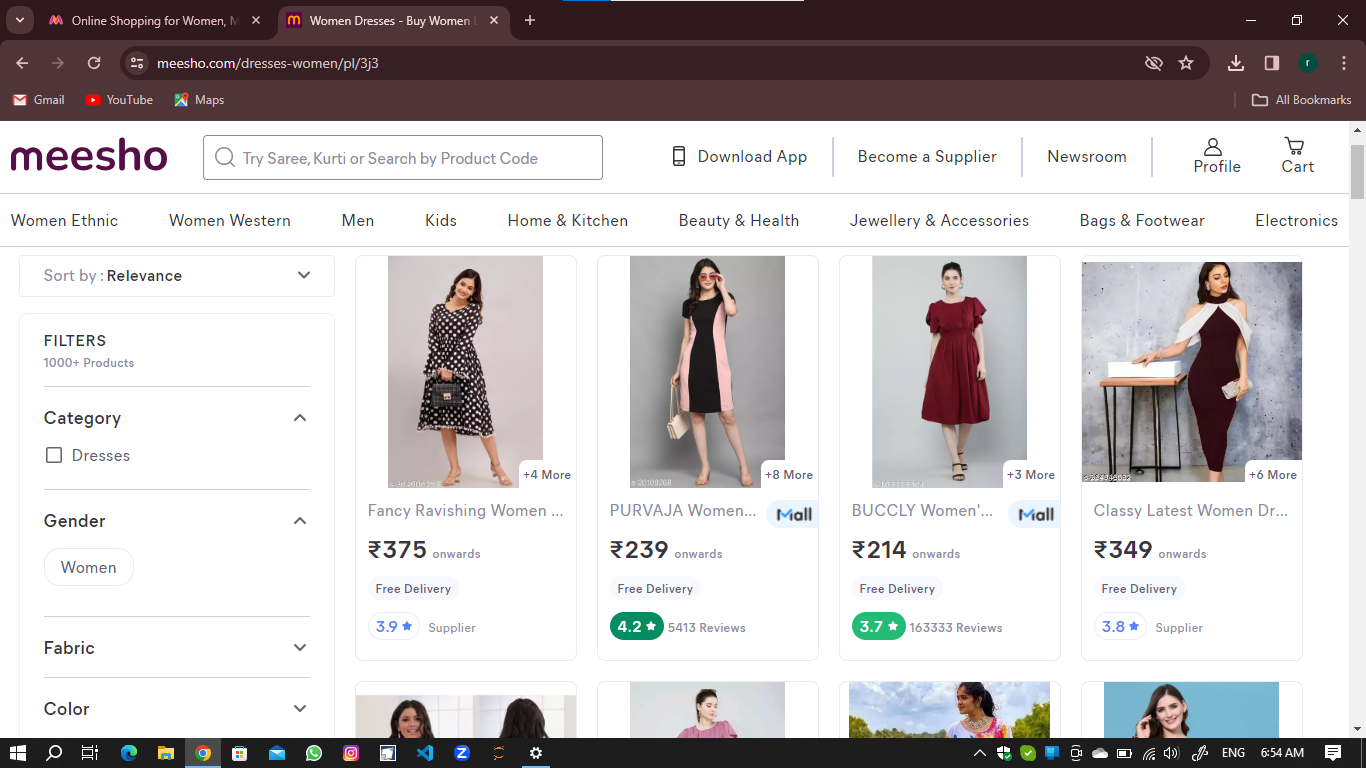 Online Shopping for Women, M
Women Dresses - Buy Women D
meesho.com/dresses-women/pl/3j3
r
Gmail
YouTube
Maps
All Bookmarks
meesho
Try Saree, Kurti or Search by Product Code
Download App
Become a Supplier
Newsroom
Profile
Cart
Women Ethnic
Women Western
Men
Kids
Home & Kitchen
Beauty & Health
Jewellery & Accessories
Bags & Footwear
Electronics
Sort by : Relevance
FILTERS
1000+ Products
Category
Dresses
Gender
Women
Fabric
Color
+4 More
Fancy Ravishing Women ...
₹375 onwards
Free Delivery
3.9 ★ Supplier
s-20109268
+8 More
PURVAJA Women...
Mall
₹239 onwards
Free Delivery
4.2 ★ 5413 Reviews
+3 More
BUCCLY Women'...
Mall
₹214 onwards
Free Delivery
3.7 ★ 163333 Reviews
+6 More
Classy Latest Women Dr...
₹349 onwards
Free Delivery
3.8 ★ Supplier
ENG
6:54 AM